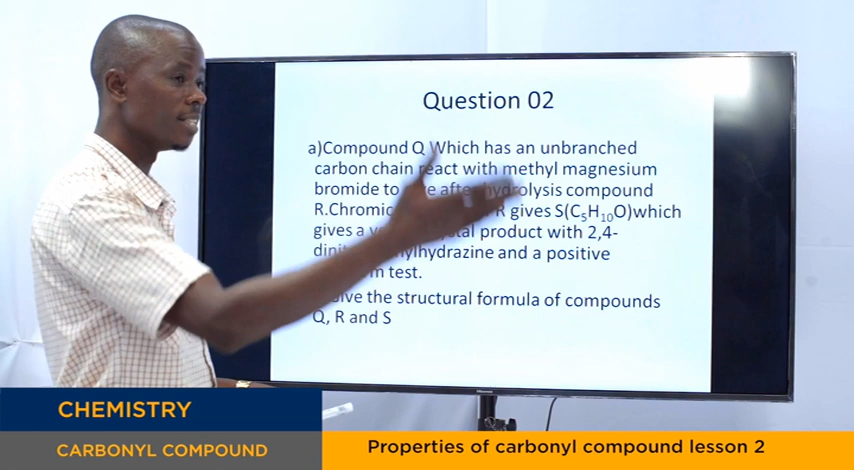 Question 02
a)Compound Q Which has an unbranched
carbon chain react with methyl magnesium
bromide to after hydrolysis compound
R.Chromic R gives S(C5H10O)which
gives a product with 2,4-
and a positive
test.
Give the structural formula of compounds
Q, R and S
CHEMISTRY
CARBONYL COMPOUND
Properties of carbonyl compound lesson 2